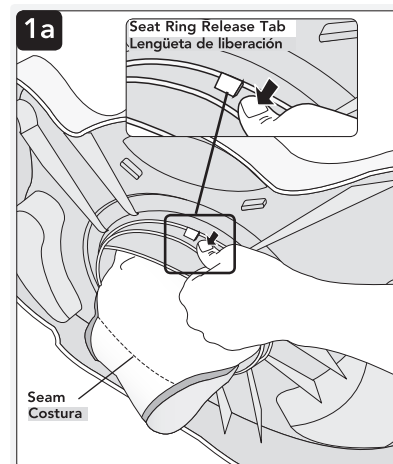 1a
Seat Ring Release Tab
Lengüeta de liberación
Seam
Costura